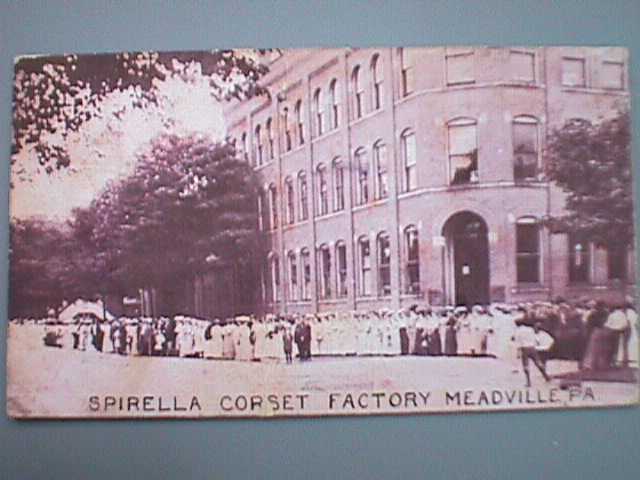 SPIRELLA CORSET FACTORY MEADVILLE, PA.